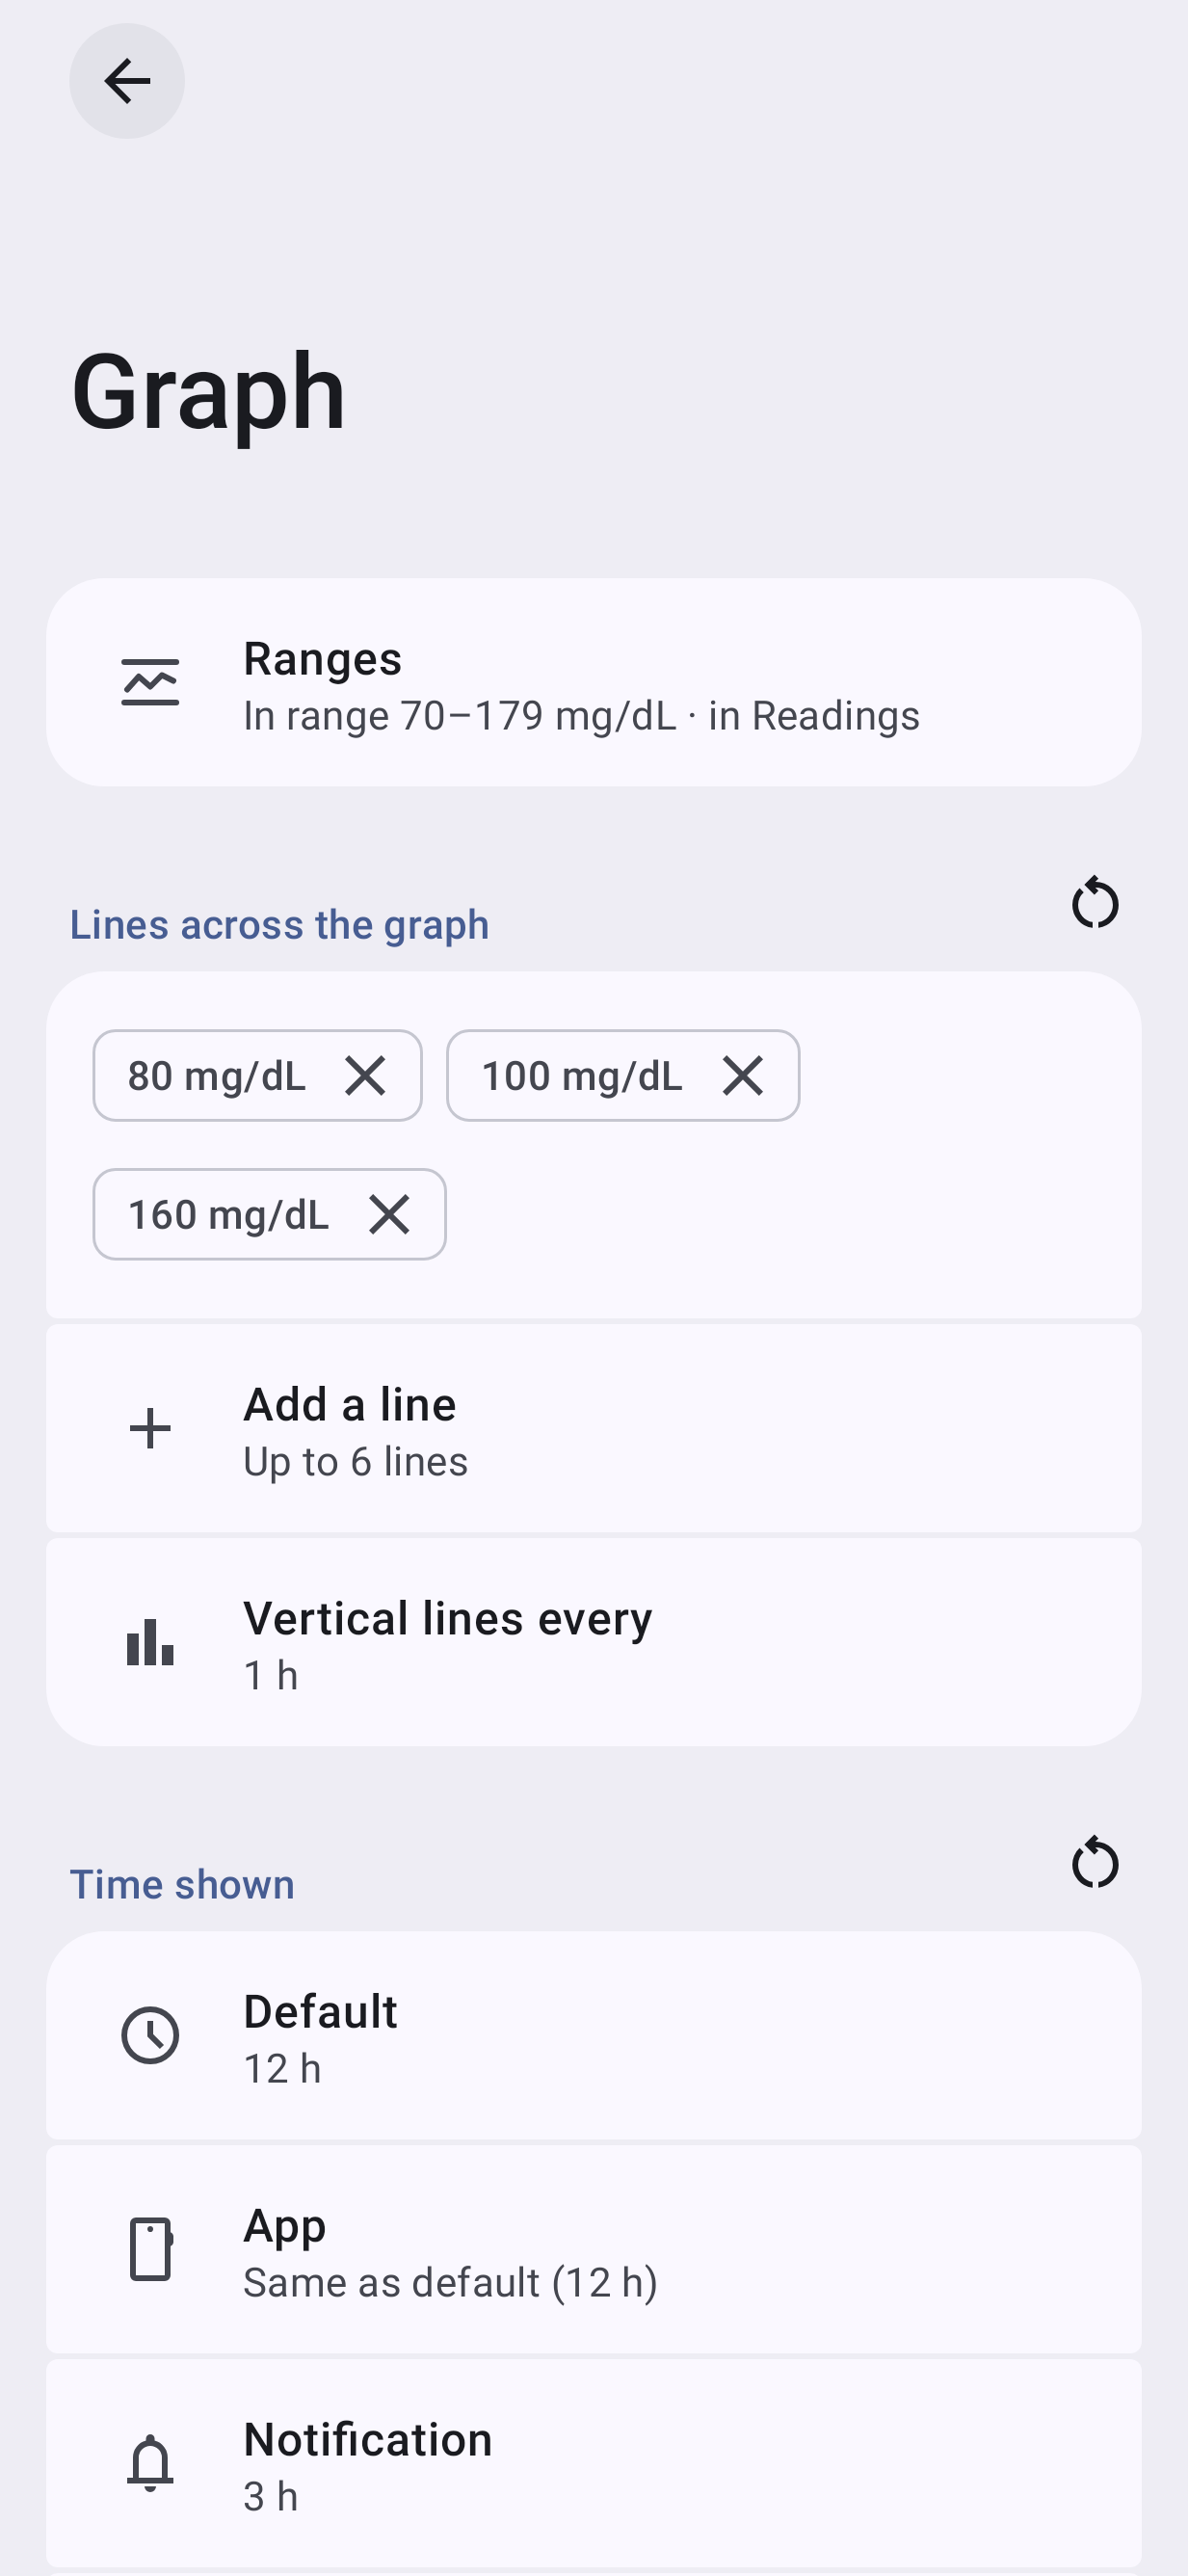 Graph
Ranges
In range 70–179 mg/dL · in Readings
Lines across the graph
80 mg/dL
100 mg/dL
160 mg/dL
Add a line
Up to 6 lines
Vertical lines every
1 h
Time shown
Default
12 h
App
Same as default (12 h)
Notification
3 h